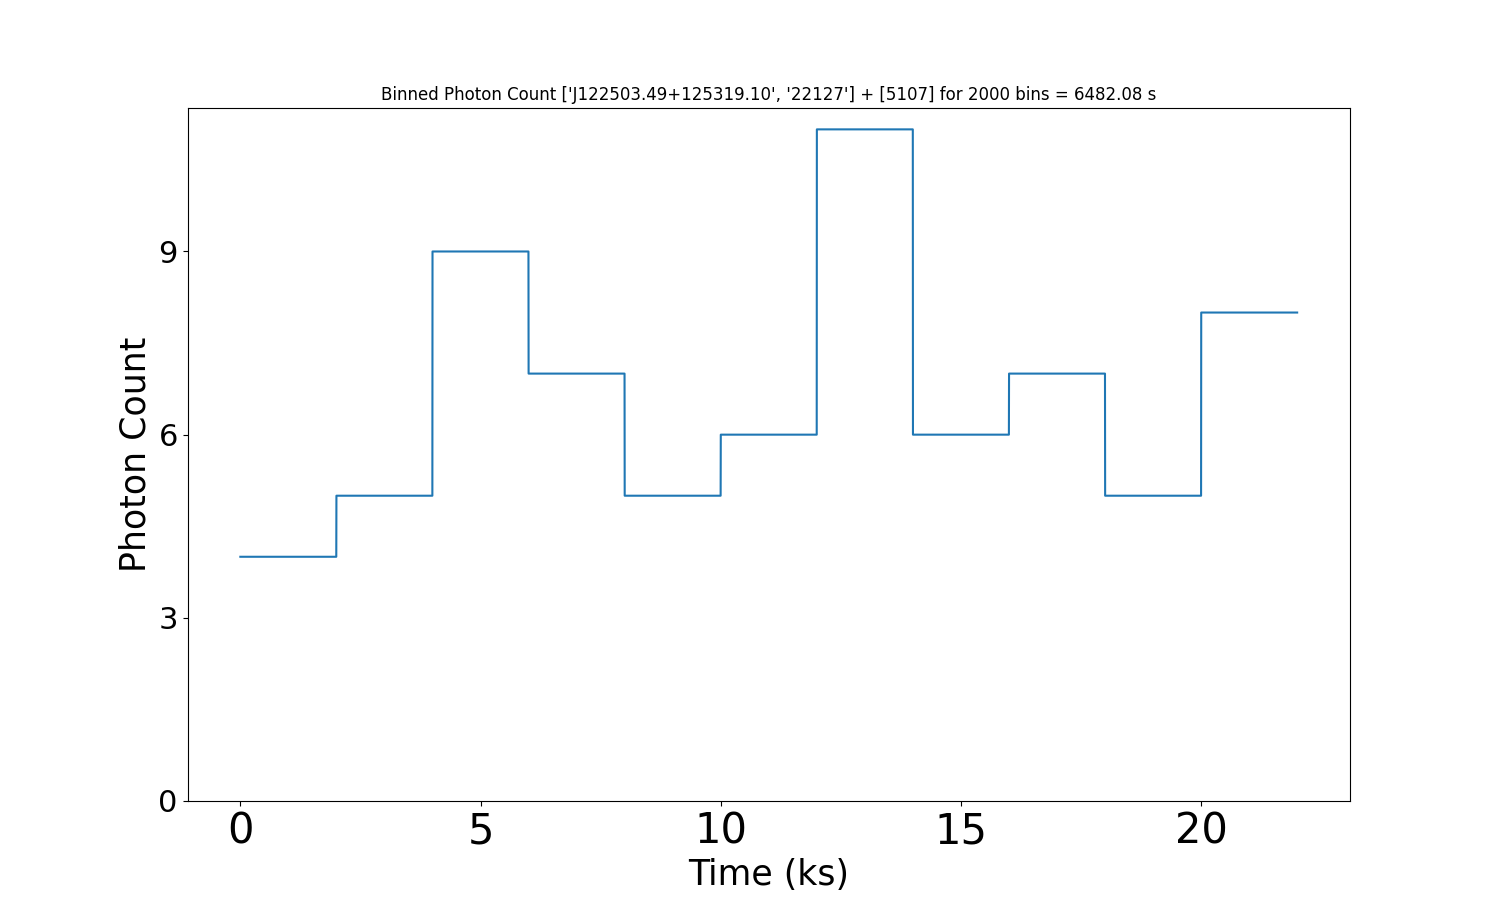 Binned Photon Count ['J122503.49+125319.10', '22127'] + [5107] for 2000 bins = 6482.08 s
Photon Count
9
6
3
0
0 5 10 15 20
Time (ks)